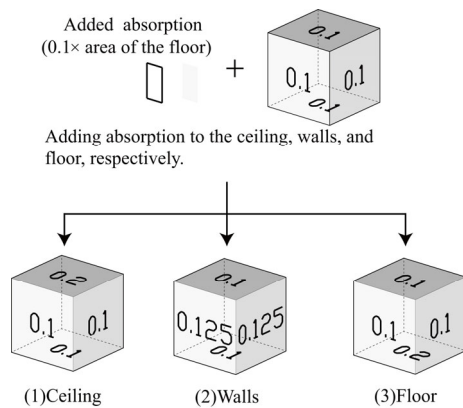 Added absorption
(0.1× area of the floor)
+
0.1
0.1 0.1
0.1
Adding absorption to the ceiling, walls, and
floor, respectively.
0.2
0.1 0.1
0.1
0.1
0.125 0.125
0.1
0.1
0.1 0.1
0.2
(1)Ceiling (2)Walls (3)Floor